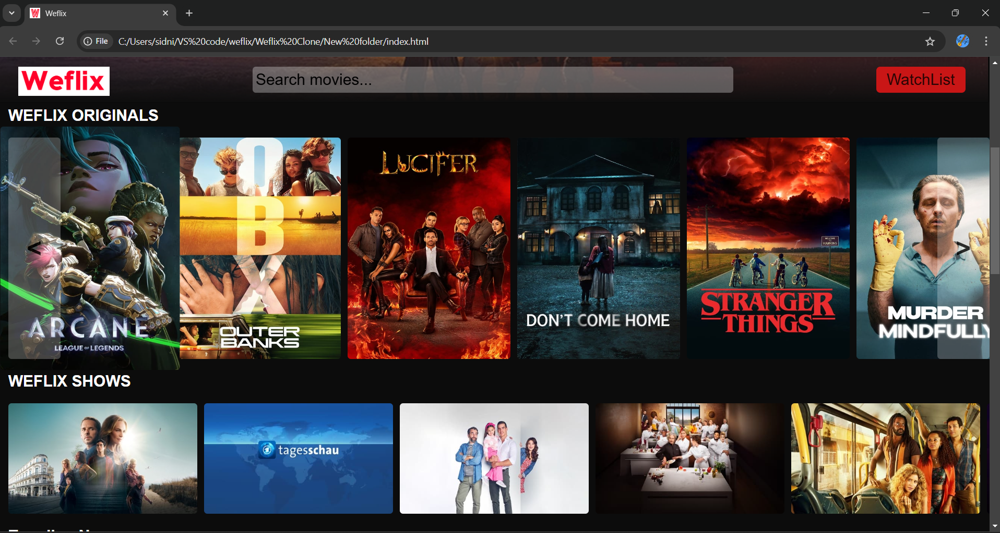 Weflix
File C:/Users/sidni/VS%20code/weflix/Weflix%20Clone/New%20folder/index.html
Weflix
Search movies...
WatchList
WEFLIX ORIGINALS
<
ARCANE
LEAGUE OF LEGENDS
OBX
OUTER
BANKS
LUCIFER
DON'T COME HOME
WELCOME TO
HAWKINS
STRANGER
THINGS
MURDER
MINDFULLY
>
WEFLIX SHOWS
tagesschau